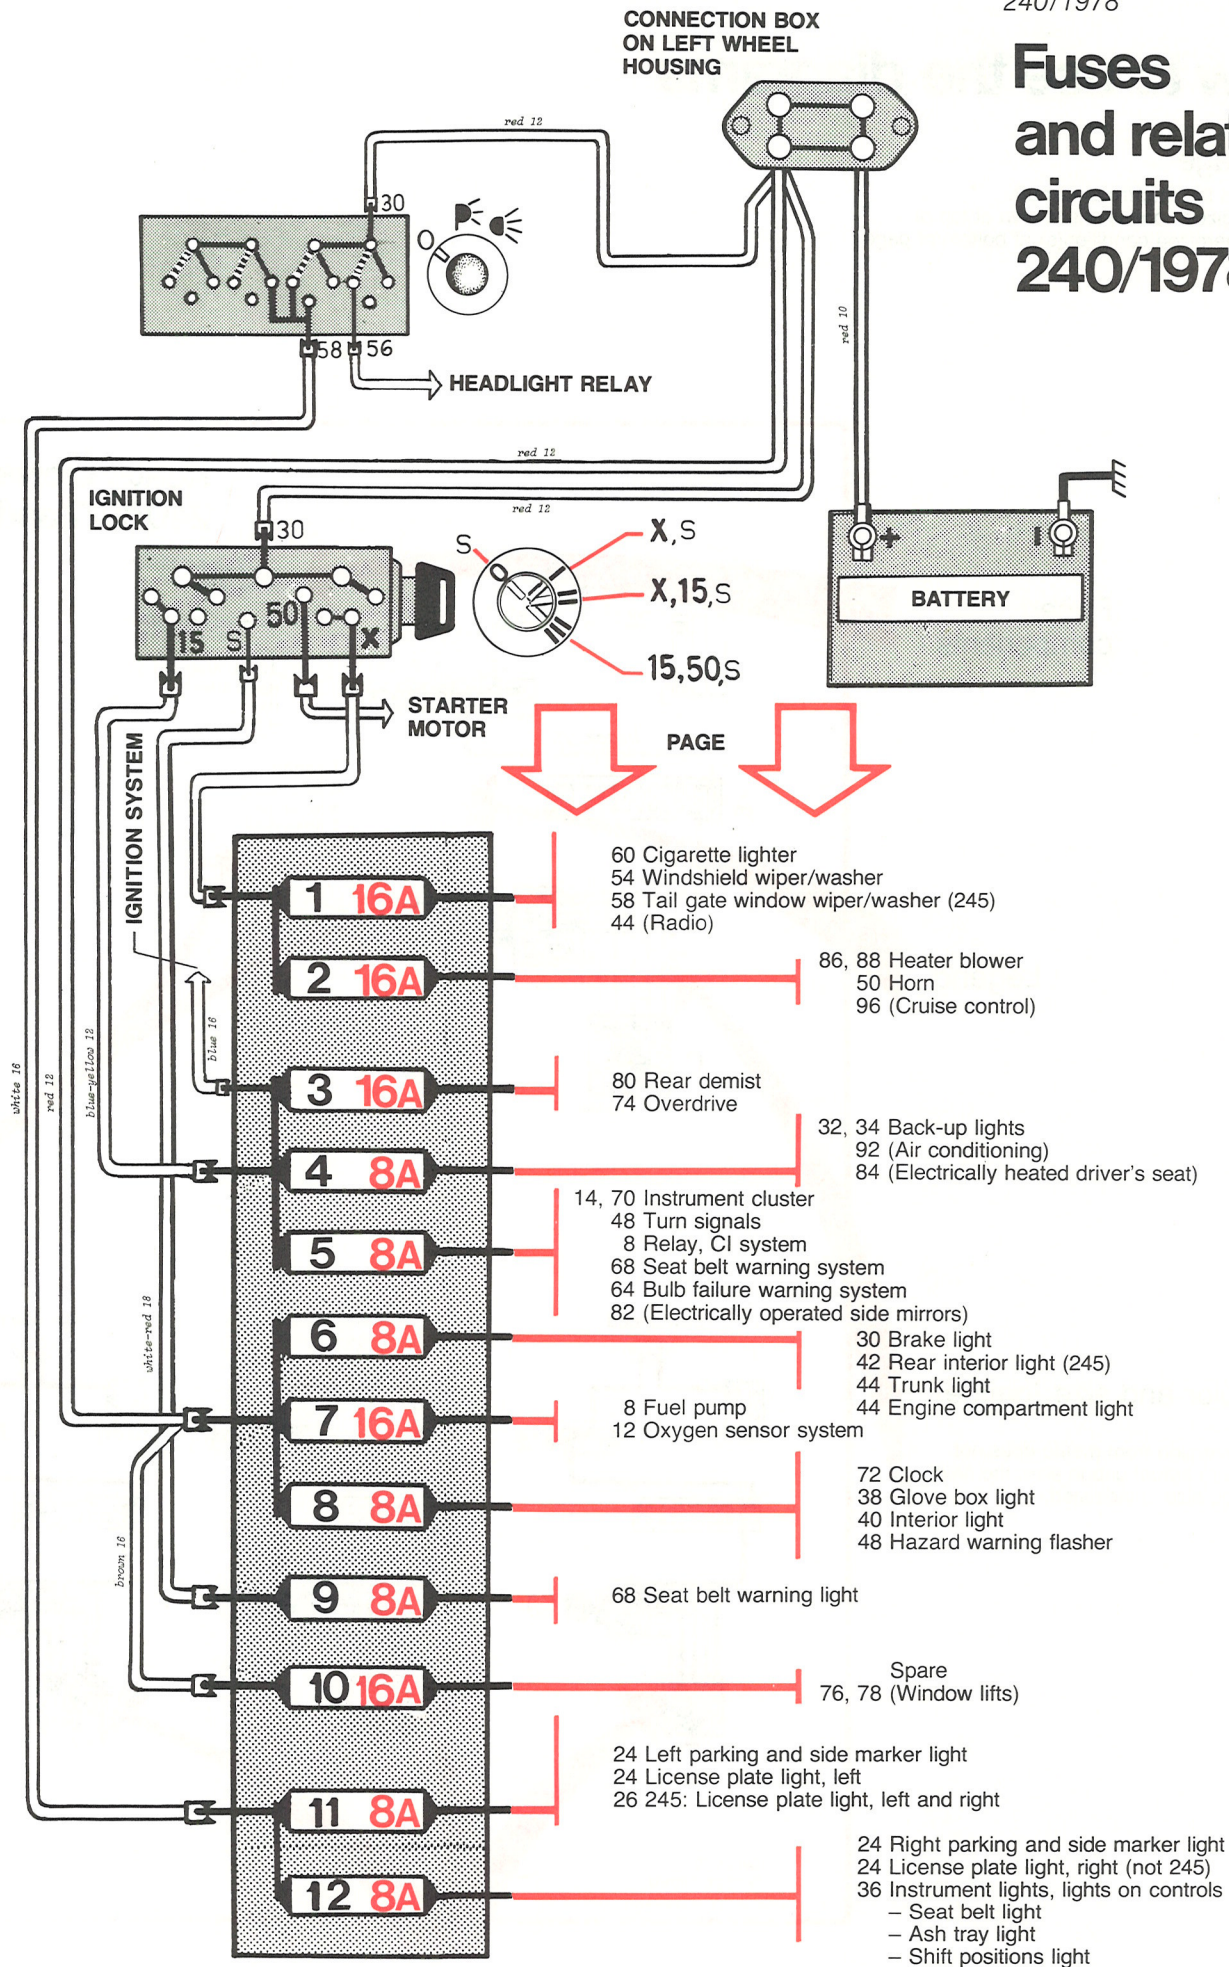 240/1978
CONNECTION BOX
ON LEFT WHEEL
HOUSING
Fuses
and relat
circuits
240/1978
red 12
30
O
58
56
HEADLIGHT RELAY
red 10
red 12
red 12
IGNITION
LOCK
30
S
O
I
II
III
X,S
X,15,S
15,50,S
15
S
50
X
+
-
BATTERY
STARTER
MOTOR
PAGE
IGNITION SYSTEM
1 16A
60 Cigarette lighter
54 Windshield wiper/washer
58 Tail gate window wiper/washer (245)
44 (Radio)
2 16A
86, 88 Heater blower
50 Horn
96 (Cruise control)
blue 16
white 16
red 12
blue-yellow 12
3 16A
80 Rear demist
74 Overdrive
4 8A
32, 34 Back-up lights
92 (Air conditioning)
84 (Electrically heated driver's seat)
5 8A
14, 70 Instrument cluster
48 Turn signals
8 Relay, CI system
68 Seat belt warning system
64 Bulb failure warning system
82 (Electrically operated side mirrors)
white-red 18
6 8A
30 Brake light
42 Rear interior light (245)
44 Trunk light
44 Engine compartment light
7 16A
8 Fuel pump
12 Oxygen sensor system
8 8A
72 Clock
38 Glove box light
40 Interior light
48 Hazard warning flasher
brown 16
9 8A
68 Seat belt warning light
10 16A
Spare
76, 78 (Window lifts)
11 8A
24 Left parking and side marker light
24 License plate light, left
26 245: License plate light, left and right
12 8A
24 Right parking and side marker light
24 License plate light, right (not 245)
36 Instrument lights, lights on controls
– Seat belt light
– Ash tray light
– Shift positions light